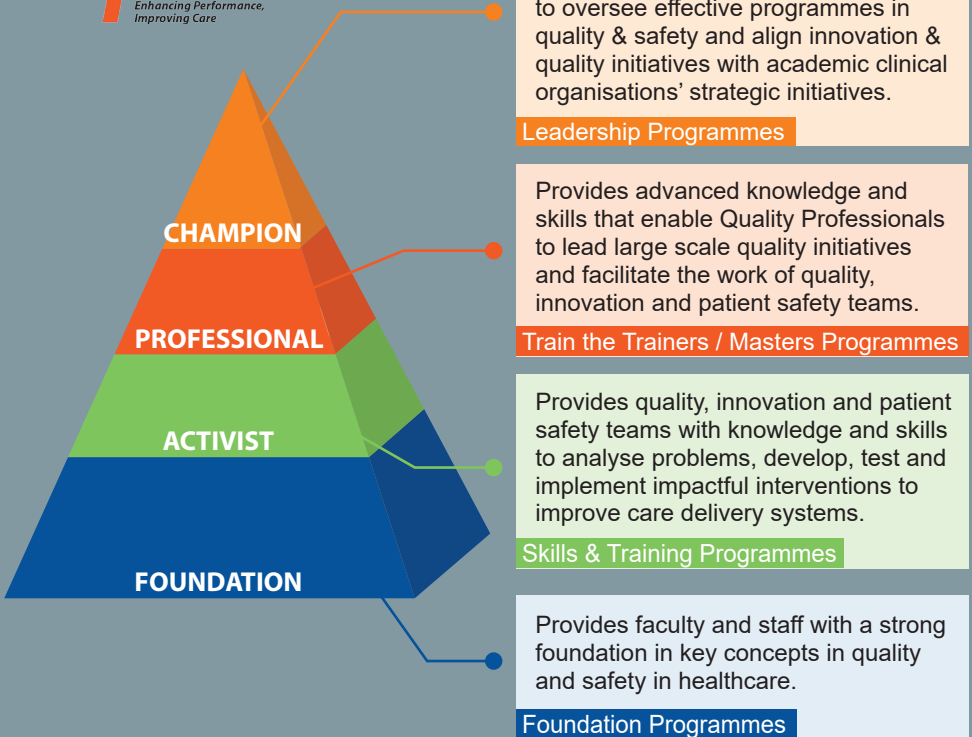 Enhancing Performance,
Improving Care
to oversee effective programmes in
quality & safety and align innovation &
quality initiatives with academic clinical
organisations’ strategic initiatives.
Leadership Programmes
CHAMPION
Provides advanced knowledge and
skills that enable Quality Professionals
to lead large scale quality initiatives
and facilitate the work of quality,
innovation and patient safety teams.
Train the Trainers / Masters Programmes
PROFESSIONAL
Provides quality, innovation and patient
safety teams with knowledge and skills
to analyse problems, develop, test and
implement impactful interventions to
improve care delivery systems.
Skills & Training Programmes
ACTIVIST
Provides faculty and staff with a strong
foundation in key concepts in quality
and safety in healthcare.
Foundation Programmes
FOUNDATION